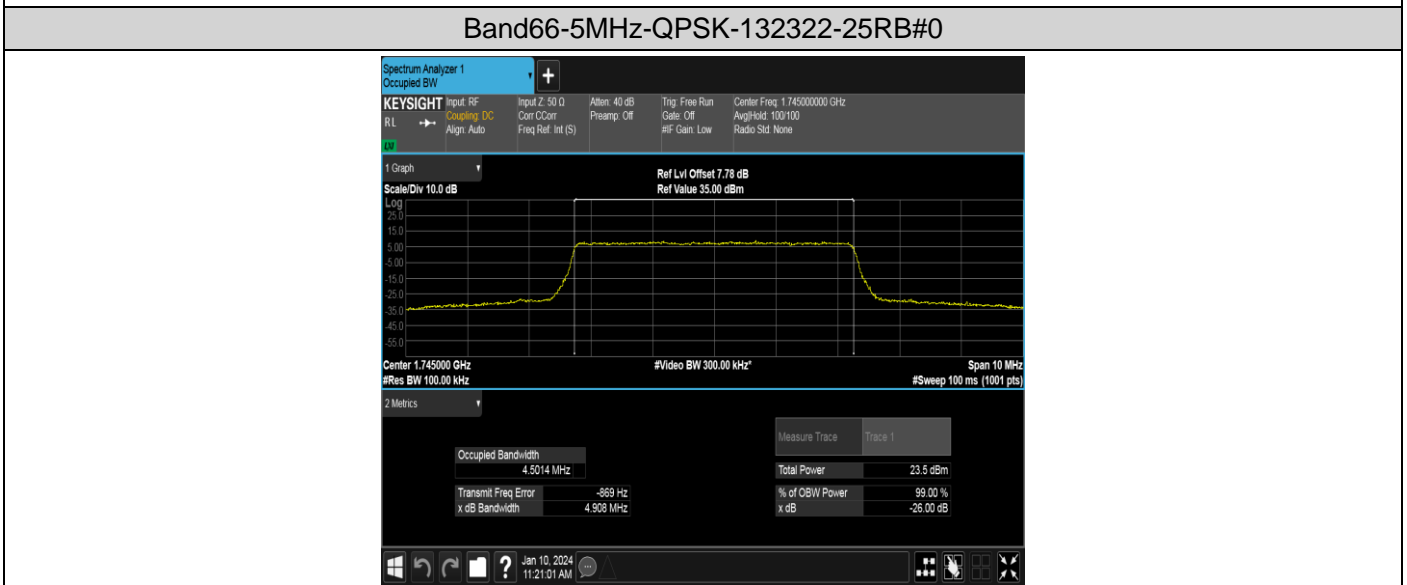 Band66-5MHz-QPSK-132322-25RB#0
Spectrum Analyzer 1
Occupied BW
+
KEYSIGHT
RL
LXI
Input: RF
Coupling: DC
Align: Auto
Input Z: 50 Ω
Corr CCorr
Freq Ref: Int (S)
Atten: 40 dB
Preamp: Off
Trig: Free Run
Gate: Off
#IF Gain: Low
Center Freq: 1.745000000 GHz
Avg|Hold: 100/100
Radio Std: None
1 Graph
Scale/Div 10.0 dB
Ref Lvl Offset 7.78 dB
Ref Value 35.00 dBm
Log
25.0
15.0
5.00
-5.00
-15.0
-25.0
-35.0
-45.0
-55.0
Center 1.745000 GHz
#Video BW 300.00 kHz*
Span 10 MHz
#Res BW 100.00 kHz
#Sweep 100 ms (1001 pts)
2 Metrics
Measure Trace Trace 1
Occupied Bandwidth
4.5014 MHz
Total Power 23.5 dBm
Transmit Freq Error -869 Hz
% of OBW Power 99.00 %
x dB Bandwidth 4.908 MHz
x dB -26.00 dB
?
Jan 10, 2024
11:21:01 AM